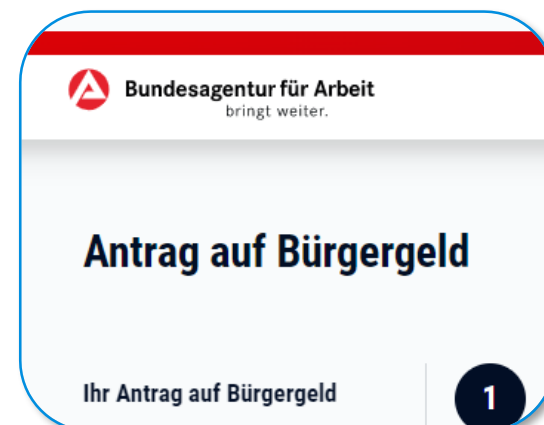 Bundesagentur für Arbeit
bringt weiter.
Antrag auf Bürgergeld
Ihr Antrag auf Bürgergeld
1